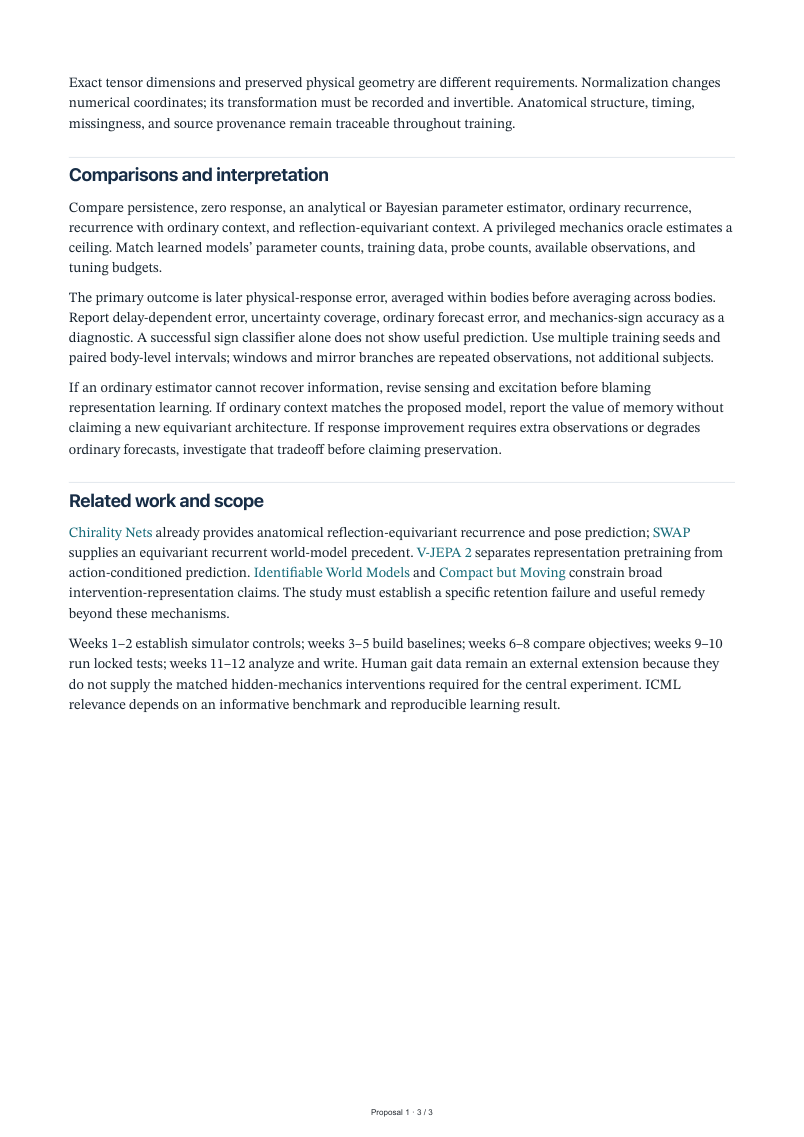 Exact tensor dimensions and preserved physical geometry are different requirements. Normalization changes
numerical coordinates; its transformation must be recorded and invertible. Anatomical structure, timing,
missingness, and source provenance remain traceable throughout training.
Comparisons and interpretation
Compare persistence, zero response, an analytical or Bayesian parameter estimator, ordinary recurrence,
recurrence with ordinary context, and reflection-equivariant context. A privileged mechanics oracle estimates a
ceiling. Match learned models’ parameter counts, training data, probe counts, available observations, and
tuning budgets.
The primary outcome is later physical-response error, averaged within bodies before averaging across bodies.
Report delay-dependent error, uncertainty coverage, ordinary forecast error, and mechanics-sign accuracy as a
diagnostic. A successful sign classifier alone does not show useful prediction. Use multiple training seeds and
paired body-level intervals; windows and mirror branches are repeated observations, not additional subjects.
If an ordinary estimator cannot recover information, revise sensing and excitation before blaming
representation learning. If ordinary context matches the proposed model, report the value of memory without
claiming a new equivariant architecture. If response improvement requires extra observations or degrades
ordinary forecasts, investigate that tradeoff before claiming preservation.
Related work and scope
Chirality Nets already provides anatomical reflection-equivariant recurrence and pose prediction; SWAP
supplies an equivariant recurrent world-model precedent. V-JEPA 2 separates representation pretraining from
action-conditioned prediction. Identifiable World Models and Compact but Moving constrain broad
intervention-representation claims. The study must establish a specific retention failure and useful remedy
beyond these mechanisms.
Weeks 1–2 establish simulator controls; weeks 3–5 build baselines; weeks 6–8 compare objectives; weeks 9–10
run locked tests; weeks 11–12 analyze and write. Human gait data remain an external extension because they
do not supply the matched hidden-mechanics interventions required for the central experiment. ICML
relevance depends on an informative benchmark and reproducible learning result.
Proposal 1 · 3 / 3